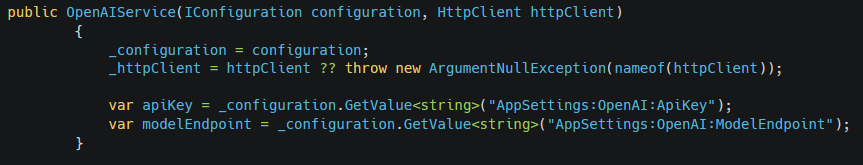 public OpenAIService(IConfiguration configuration, HttpClient httpClient)
{
_configuration = configuration;
_httpClient = httpClient ?? throw new ArgumentNullException(nameof(httpClient));
var apiKey = _configuration.GetValue<string>("AppSettings:OpenAI:ApiKey");
var modelEndpoint = _configuration.GetValue<string>("AppSettings:OpenAI:ModelEndpoint");
}